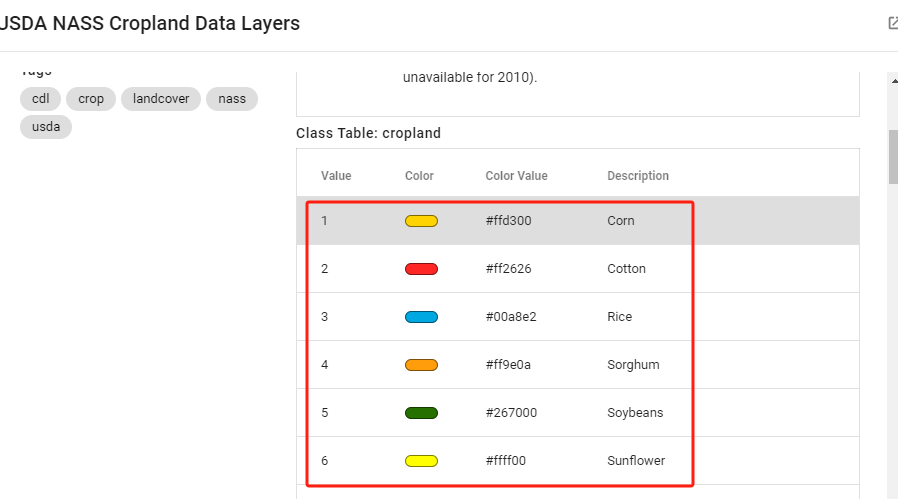 USDA NASS Cropland Data Layers
Tags
cdl crop landcover nass
usda
unavailable for 2010).
Class Table: cropland
Value Color Color Value Description
1 #ffd300 Corn
2 #ff2626 Cotton
3 #00a8e2 Rice
4 #ff9e0a Sorghum
5 #267000 Soybeans
6 #ffff00 Sunflower